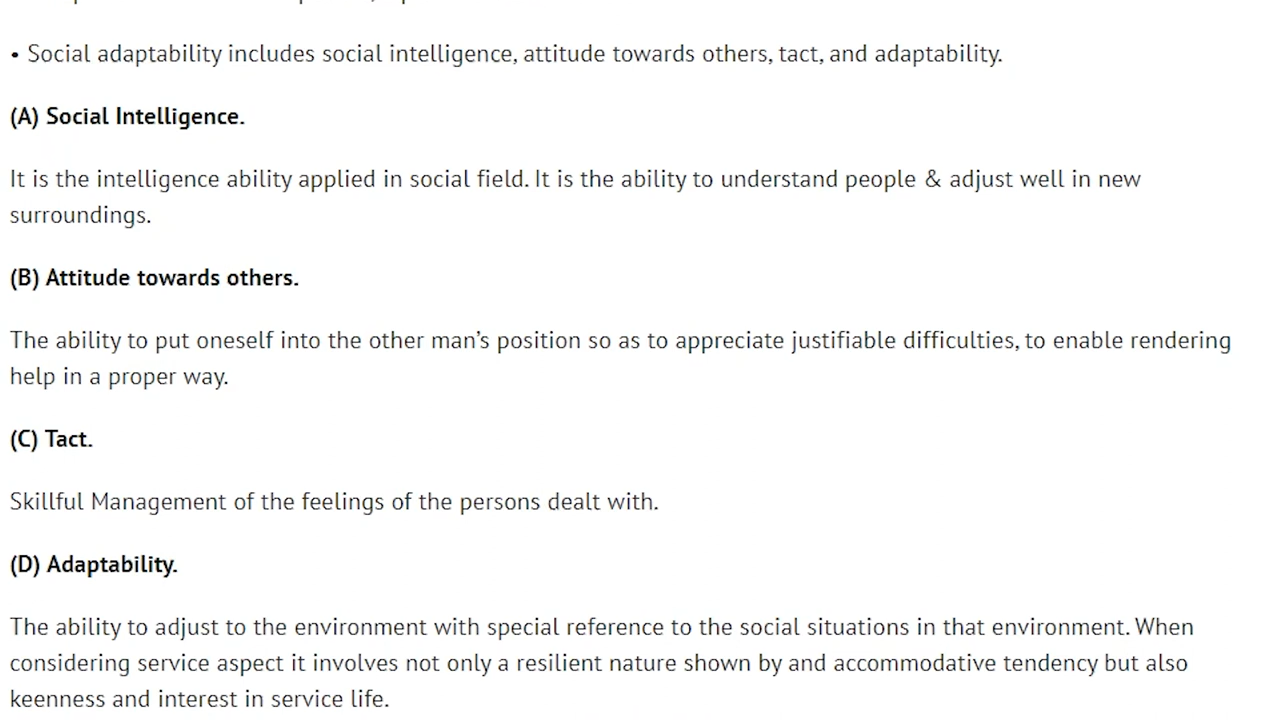 • Social adaptability includes social intelligence, attitude towards others, tact, and adaptability.
(A) Social Intelligence.
It is the intelligence ability applied in social field. It is the ability to understand people & adjust well in new
surroundings.
(B) Attitude towards others.
The ability to put oneself into the other man’s position so as to appreciate justifiable difficulties, to enable rendering
help in a proper way.
(C) Tact.
Skillful Management of the feelings of the persons dealt with.
(D) Adaptability.
The ability to adjust to the environment with special reference to the social situations in that environment. When
considering service aspect it involves not only a resilient nature shown by and accommodative tendency but also
keenness and interest in service life.